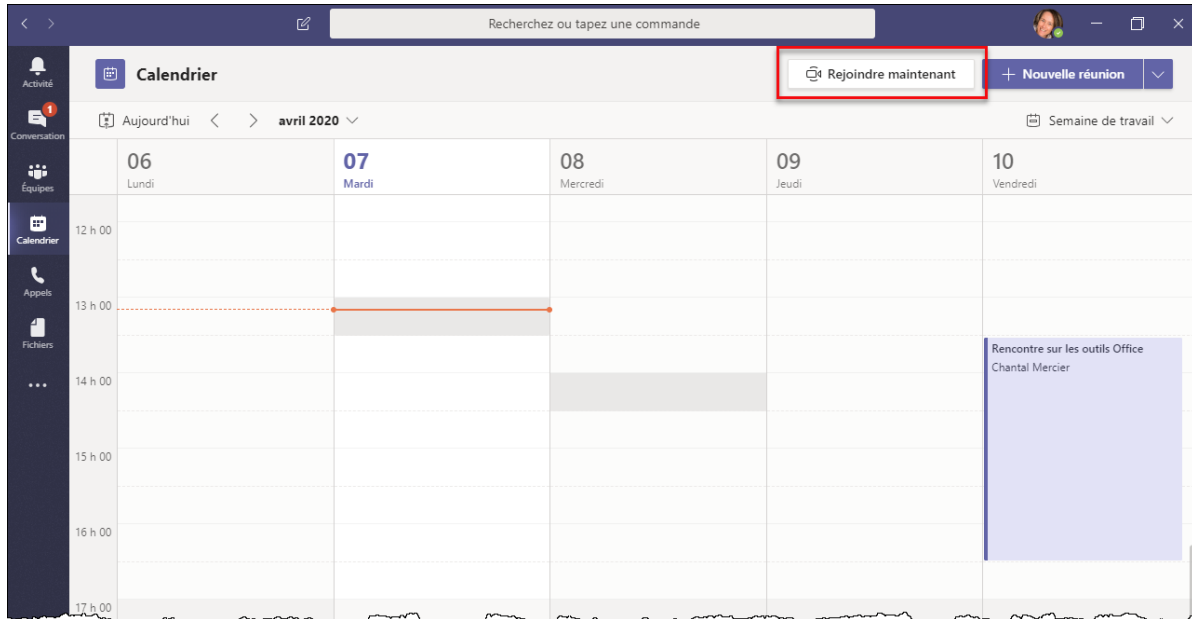 Recherchez ou tapez une commande
Activité
Calendrier
Rejoindre maintenant
Nouvelle réunion
1
Conversation
Aujourd'hui
avril 2020
Semaine de travail
Équipes
06
Lundi
07
Mardi
08
Mercredi
09
Jeudi
10
Vendredi
Calendrier
12 h 00
Appels
13 h 00
Fichiers
Rencontre sur les outils Office
Chantal Mercier
14 h 00
15 h 00
16 h 00
17 h 00